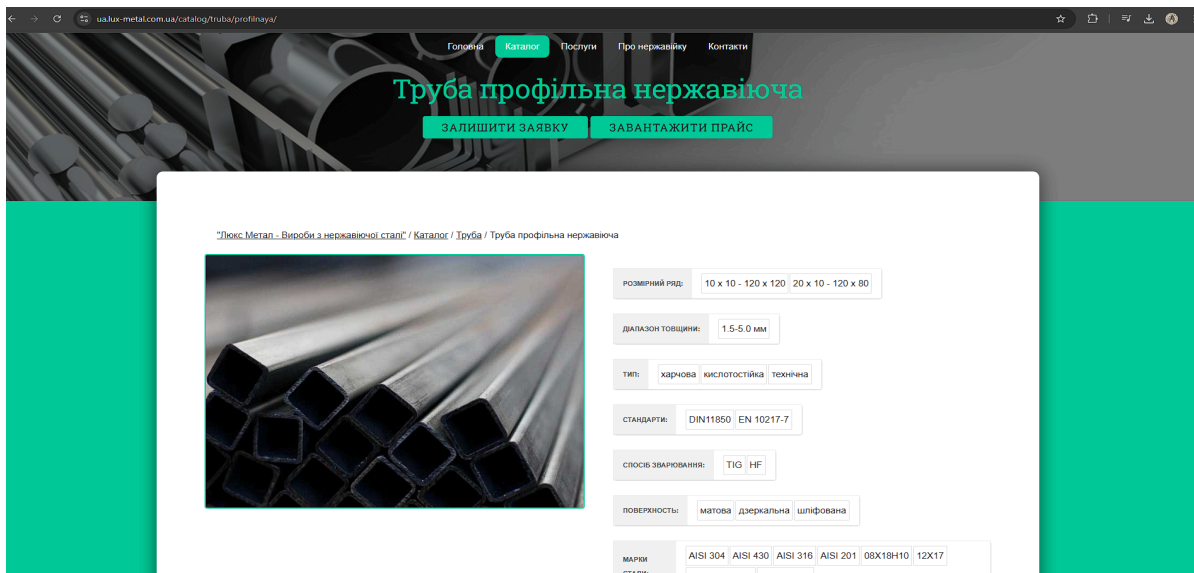 ua.lux-metal.com.ua/catalog/truba/profilnaya/
Головна Каталог Послуги Про нержавійку Контакти
Труба профільна нержавіюча
ЗАЛИШИТИ ЗАЯВКУ ЗАВАНТАЖИТИ ПРАЙС
"Люкс Метал - Вироби з нержавіючої сталі" / Каталог / Труба / Труба профільна нержавіюча
РОЗМІРНИЙ РЯД: 10 x 10 - 120 x 120 20 x 10 - 120 x 80
ДІАПАЗОН ТОВЩИНИ: 1.5-5.0 мм
ТИП: харчова кислотостійка технічна
СТАНДАРТИ: DIN11850 EN 10217-7
СПОСІБ ЗВАРЮВАННЯ: TIG HF
ПОВЕРХНОСТЬ: матова дзеркальна шліфована
МАРКИ AISI 304 AISI 430 AISI 316 AISI 201 08Х18Н10 12Х17
СТАЛИ: